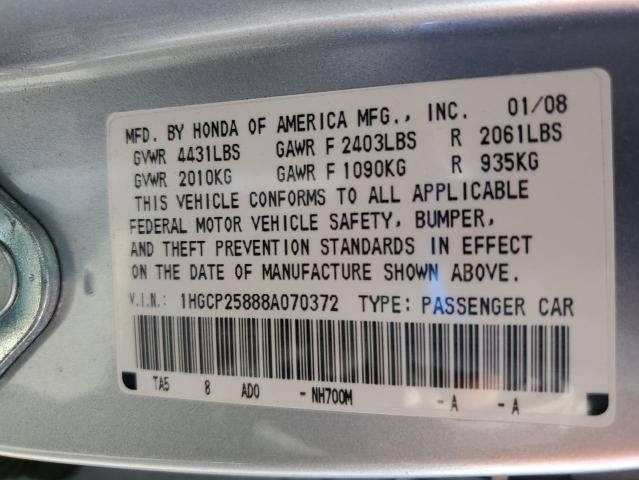 MFD. BY HONDA OF AMERICA MFG., INC. 01/08
GVWR 4431LBS GAWR F 2403LBS R 2061LBS
GVWR 2010KG GAWR F 1090KG R 935KG
THIS VEHICLE CONFORMS TO ALL APPLICABLE
FEDERAL MOTOR VEHICLE SAFETY, BUMPER,
AND THEFT PREVENTION STANDARDS IN EFFECT
ON THE DATE OF MANUFACTURE SHOWN ABOVE.
V.I.N.: 1HGCP25888A070372 TYPE: PASSENGER CAR
TA5 8 AD0 - NH700M - A - A